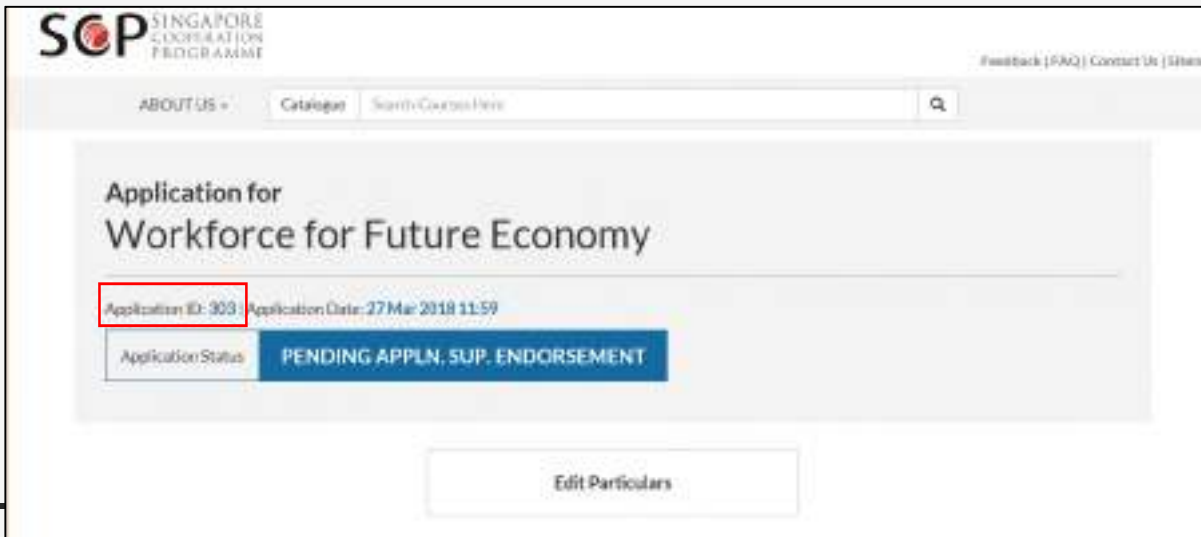 SCP SINGAPORE
COOPERATION
PROGRAMME
Feedback | FAQ | Contact Us |
ABOUT US
Catalogue
Search Courses Here
Application for
Workforce for Future Economy
Application ID: 303 | Application Date: 27 Mar 2018 11:59
Application Status
PENDING APPLN. SUP. ENDORSEMENT
Edit Particulars